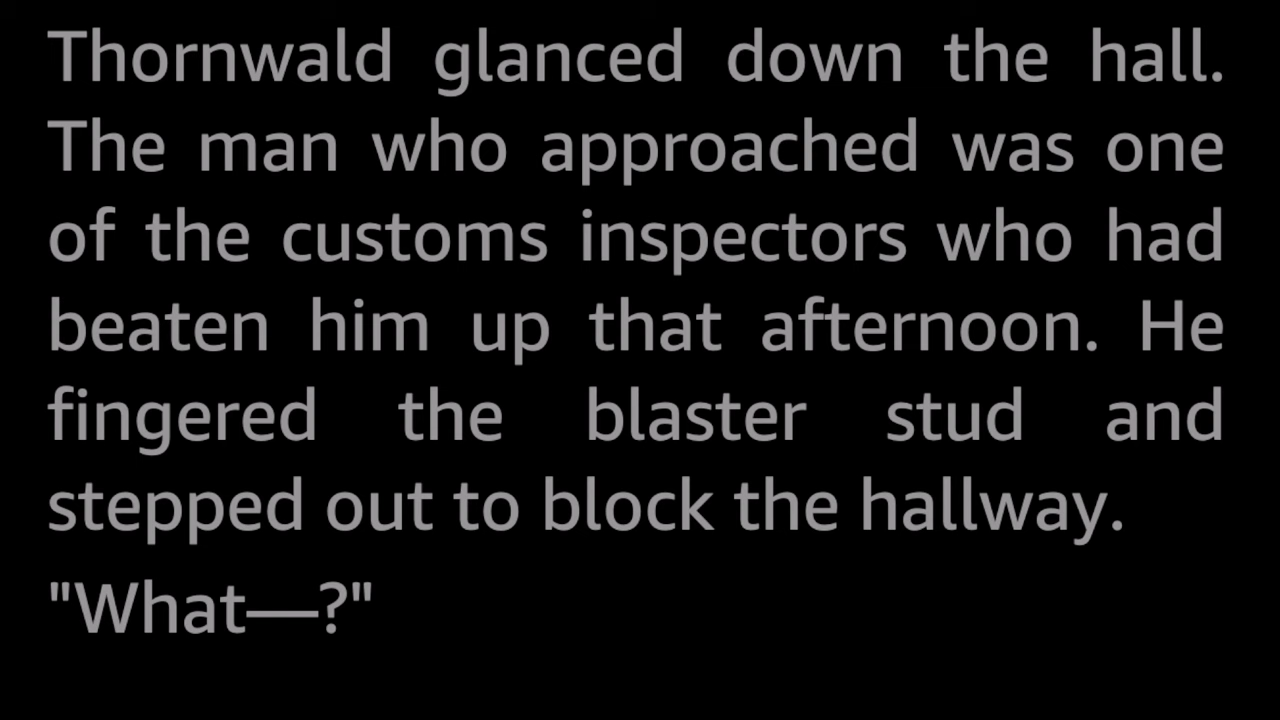 Thornwald glanced down the hall.
The man who approached was one
of the customs inspectors who had
beaten him up that afternoon. He
fingered the blaster stud and
stepped out to block the hallway.
"What—?"